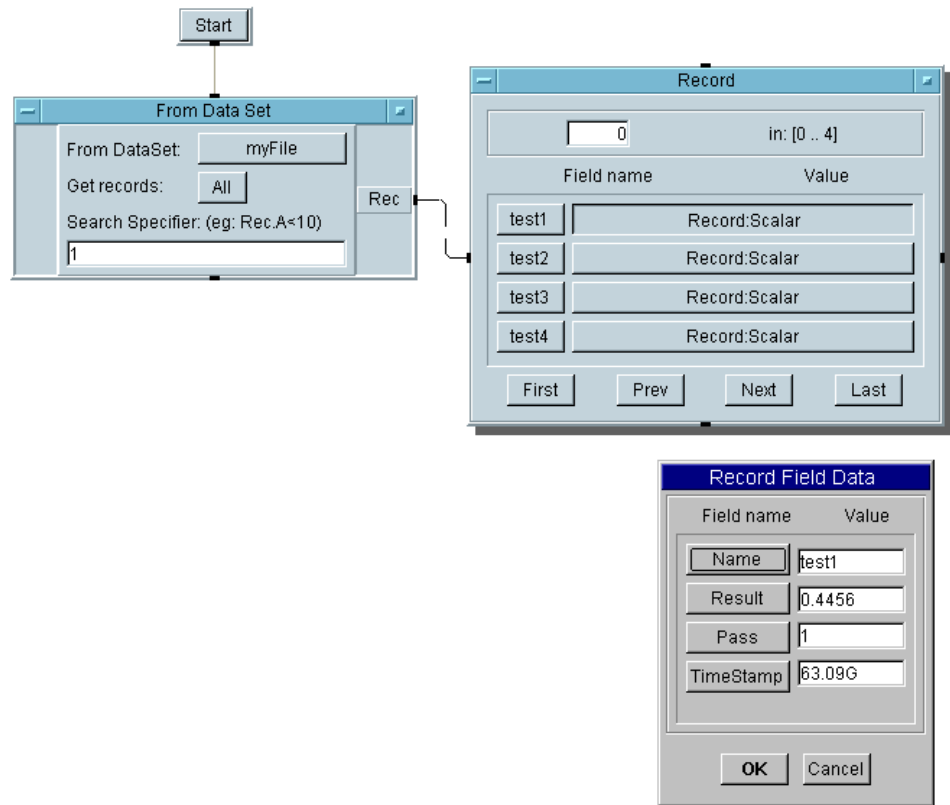 Start
From Data Set
From DataSet: myFile
Get records: All
Search Specifier: (eg: Rec.A<10)
1
Rec
Record
0 in: [0 .. 4]
Field name Value
test1 Record:Scalar
test2 Record:Scalar
test3 Record:Scalar
test4 Record:Scalar
First Prev Next Last
Record Field Data
Field name Value
Name test1
Result 0.4456
Pass 1
TimeStamp 63.09G
OK Cancel